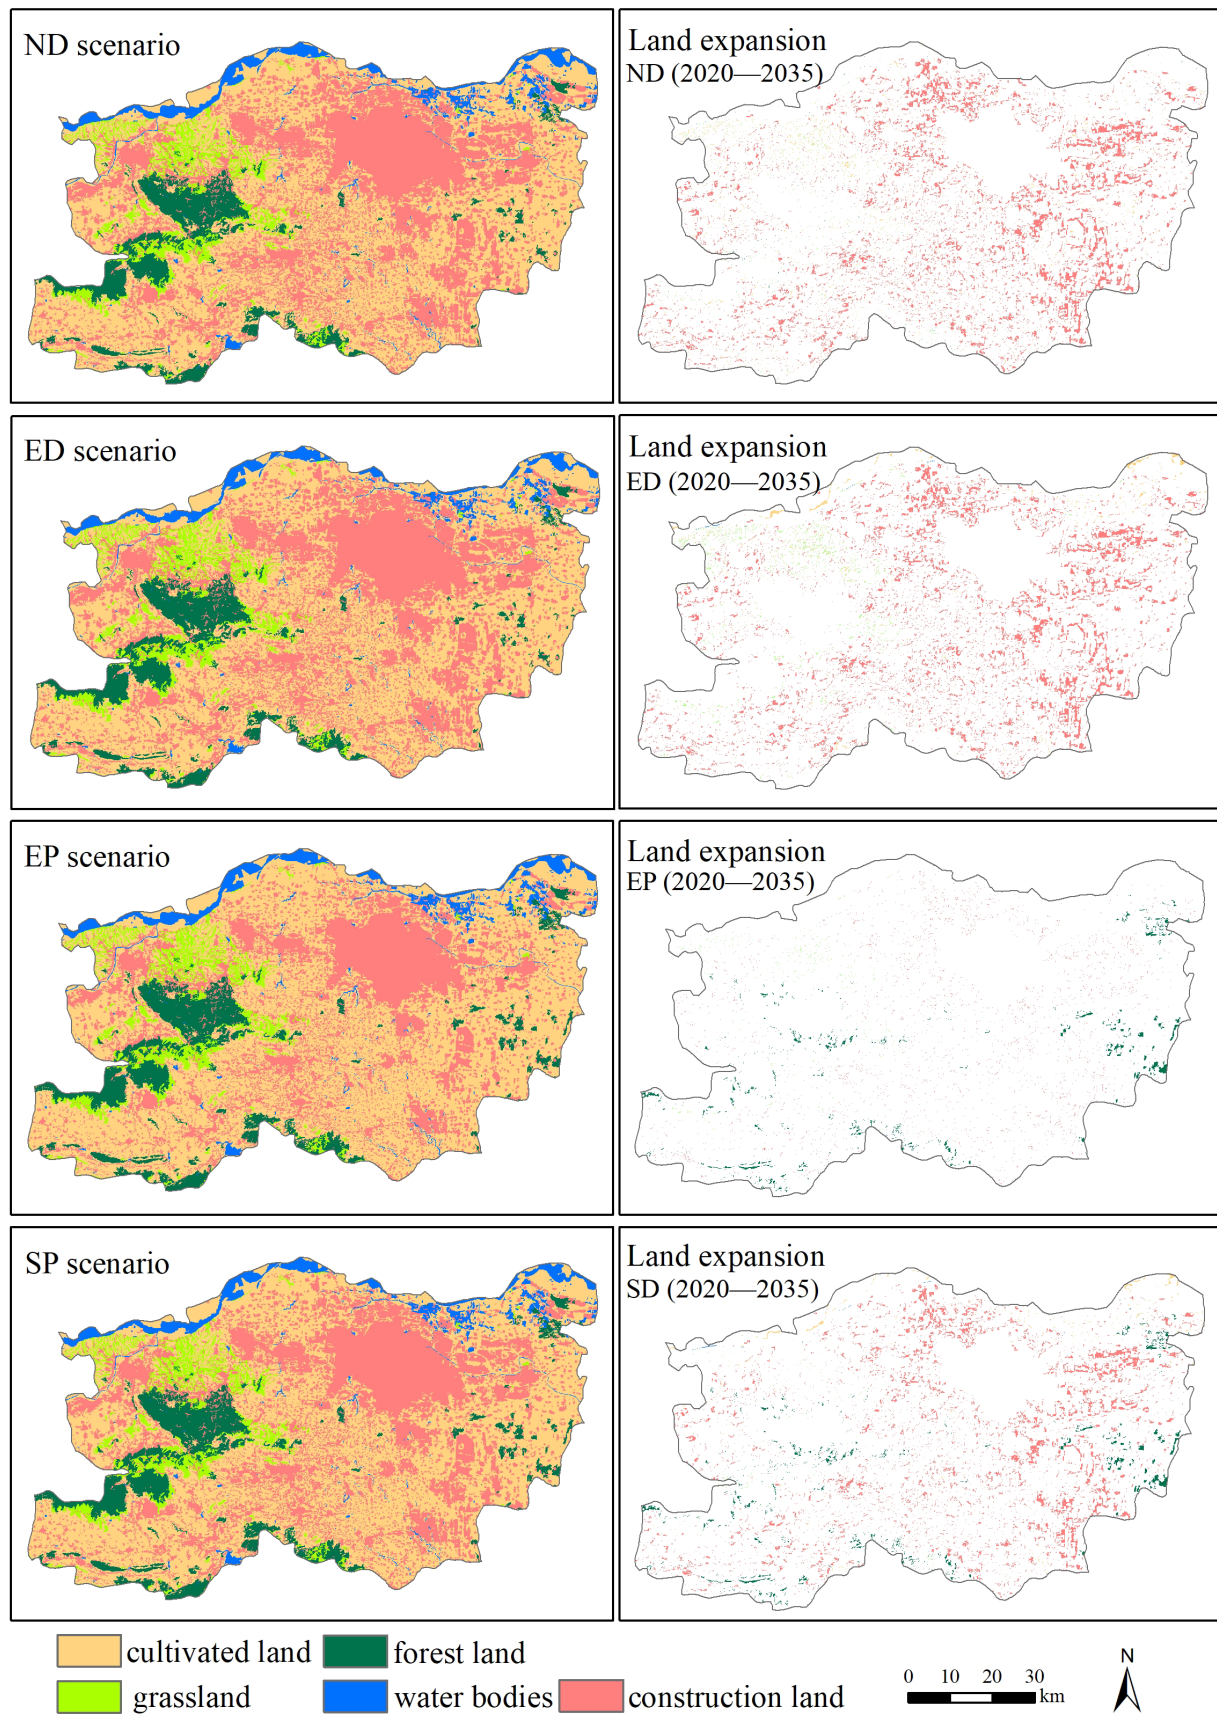 ND scenario
Land expansion
ND (2020—2035)
ED scenario
Land expansion
ED (2020—2035)
EP scenario
Land expansion
EP (2020—2035)
SP scenario
Land expansion
SD (2020—2035)
cultivated land
forest land
grassland
water bodies
construction land
0 10 20 30
km
N